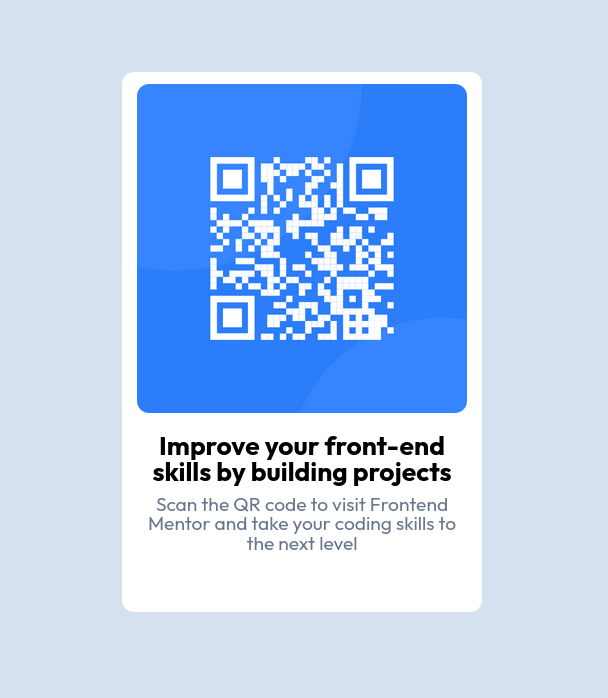 Improve your front-end
skills by building projects
Scan the QR code to visit Frontend
Mentor and take your coding skills to
the next level